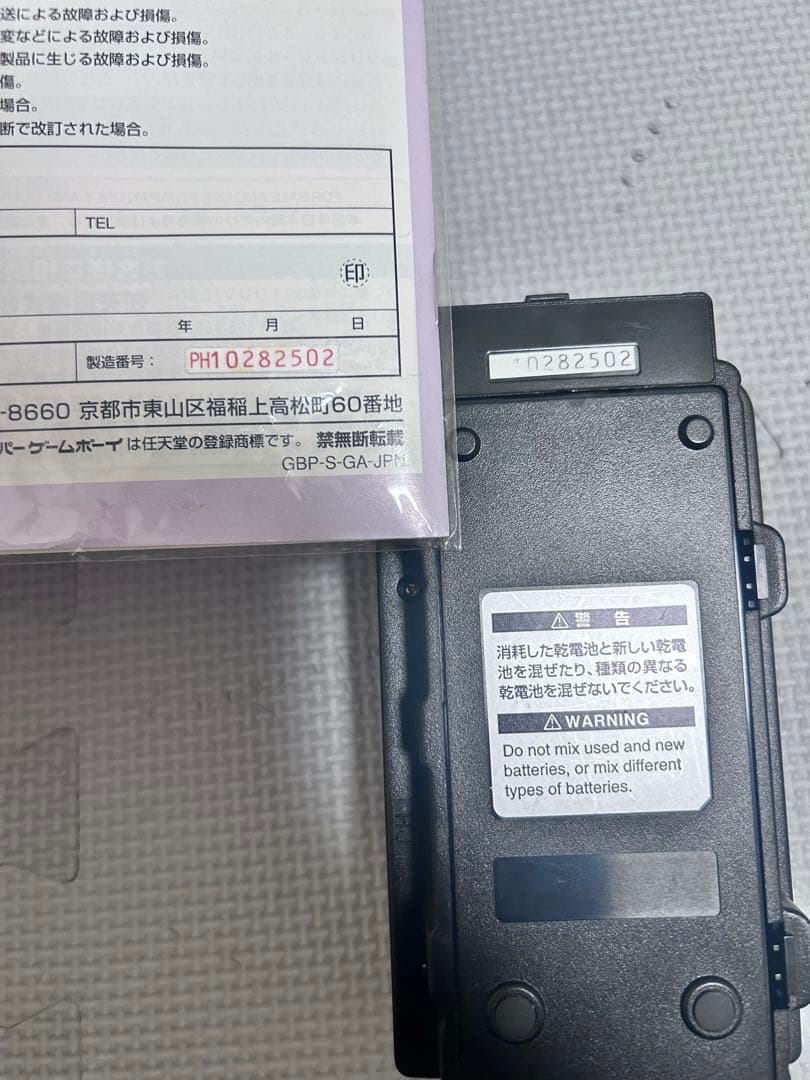 送による故障および損傷。
変などによる故障および損傷。
製品に生じる故障および損傷。
傷。
場合。
断で改訂された場合。
TEL
印
年 月 日
製造番号: PH10282502
-8660 京都市東山区福稲上高松町60番地
パーゲームボーイは任天堂の登録商標です。 禁無断転載
GBP-S-GA-JPN
10282502
⚠警 告
消耗した乾電池と新しい乾電
池を混ぜたり、種類の異なる
乾電池を混ぜないでください。
⚠WARNING
Do not mix used and new
batteries, or mix different
types of batteries.